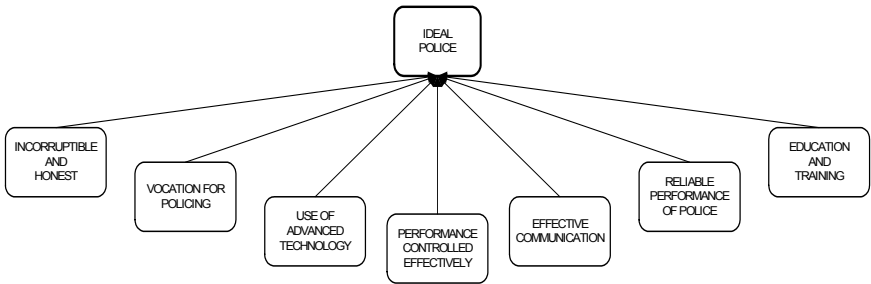 IDEAL
POLICE
INCORRUPTIBLE
AND
HONEST
VOCATION FOR
POLICING
USE OF
ADVANCED
TECHNOLOGY
PERFORMANCE
CONTROLLED
EFFECTIVELY
EFFECTIVE
COMMUNICATION
RELIABLE
PERFORMANCE
OF POLICE
EDUCATION
AND
TRAINING